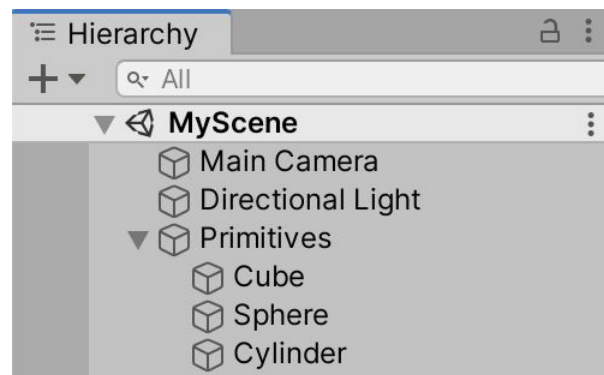 Hierarchy
All
MyScene
Main Camera
Directional Light
Primitives
Cube
Sphere
Cylinder